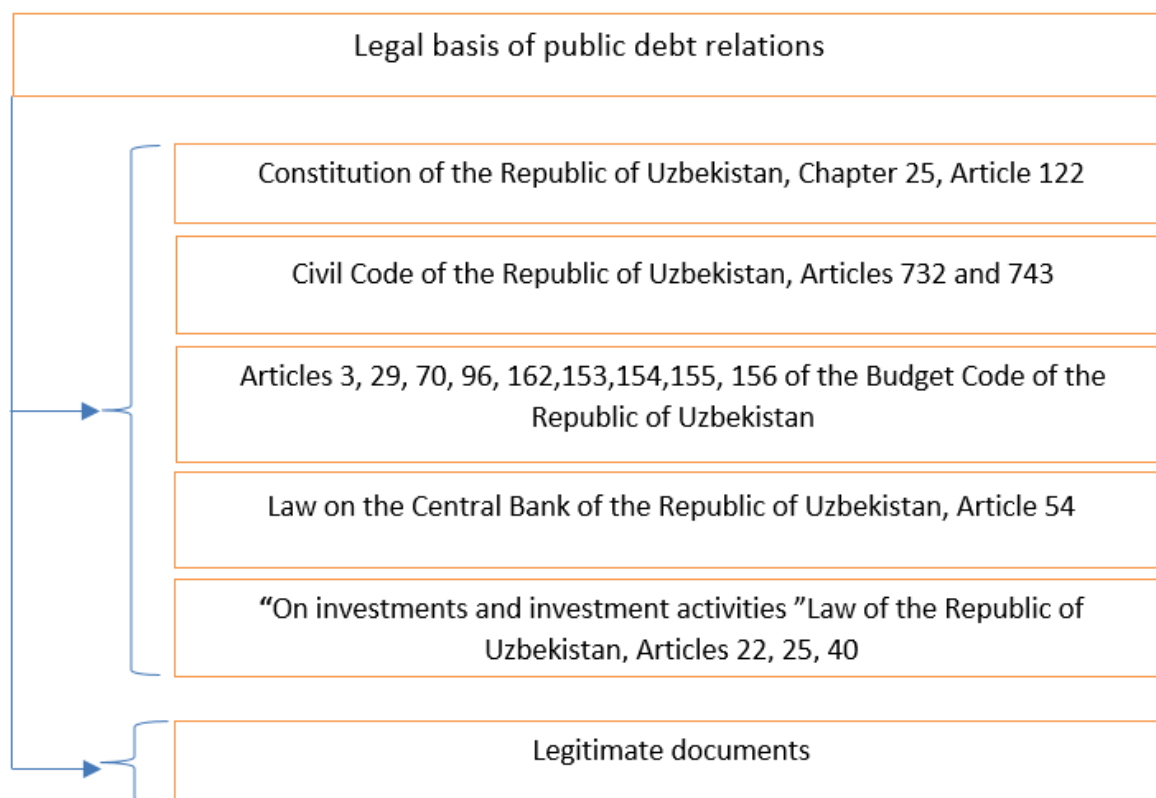 Legal basis of public debt relations
Constitution of the Republic of Uzbekistan, Chapter 25, Article 122
Civil Code of the Republic of Uzbekistan, Articles 732 and 743
Articles 3, 29, 70, 96, 162,153,154,155, 156 of the Budget Code of the
Republic of Uzbekistan
Law on the Central Bank of the Republic of Uzbekistan, Article 54
“On investments and investment activities ”Law of the Republic of
Uzbekistan, Articles 22, 25, 40
Legitimate documents